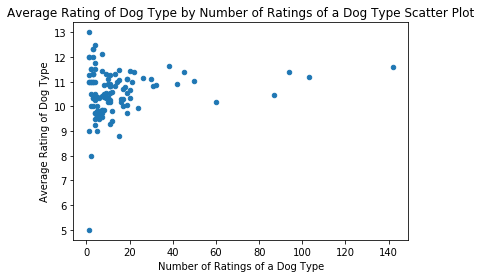 Average Rating of Dog Type by Number of Ratings of a Dog Type Scatter Plot
13
12
11
10
9
8
7
6
5
Average Rating of Dog Type
0 20 40 60 80 100 120 140
Number of Ratings of a Dog Type